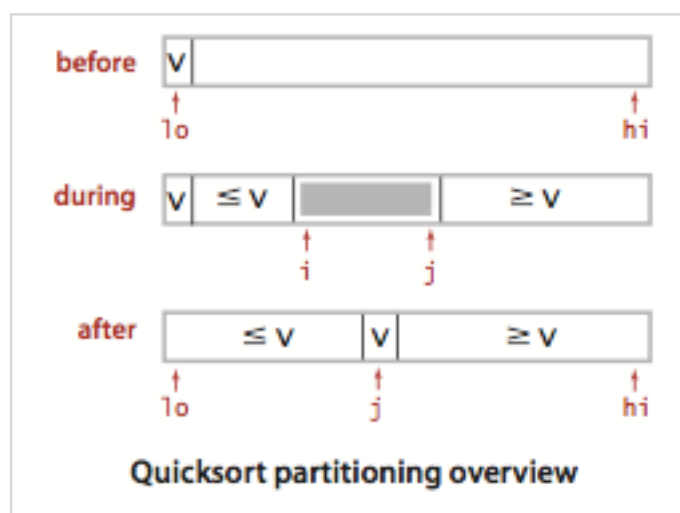 before v
lo hi
during v ≤ v ≥ v
i j
after ≤ v v ≥ v
lo j hi
Quicksort partitioning overview